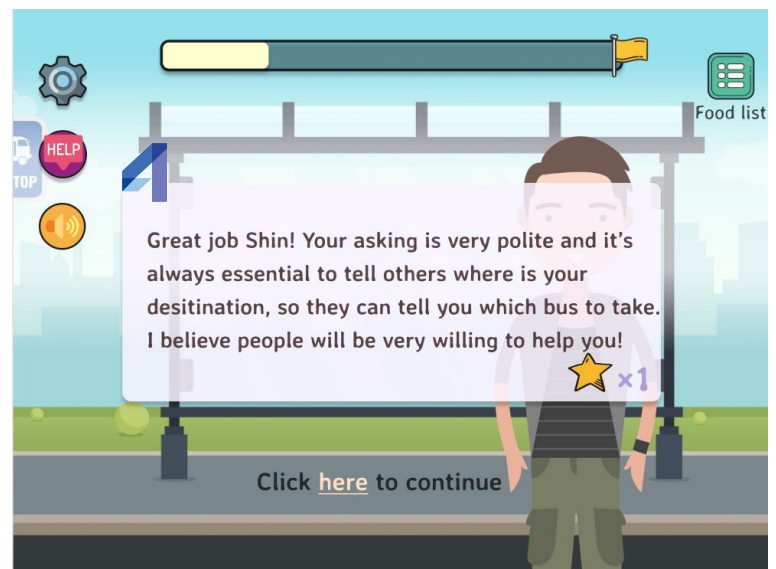 HELP
TOP
Food list
Great job Shin! Your asking is very polite and it's
always essential to tell others where is your
desitination, so they can tell you which bus to take.
I believe people will be very willing to help you!
×1
Click here to continue